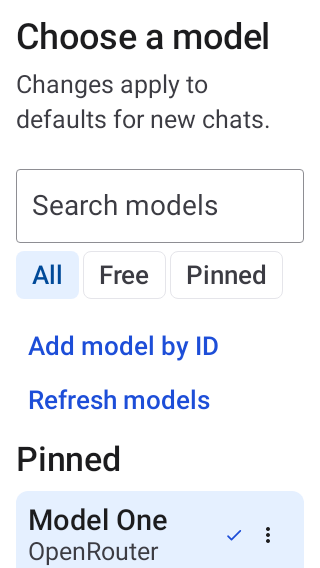 Choose a model
Changes apply to
defaults for new chats.
Search models
All Free Pinned
Add model by ID
Refresh models
Pinned
Model One
OpenRouter